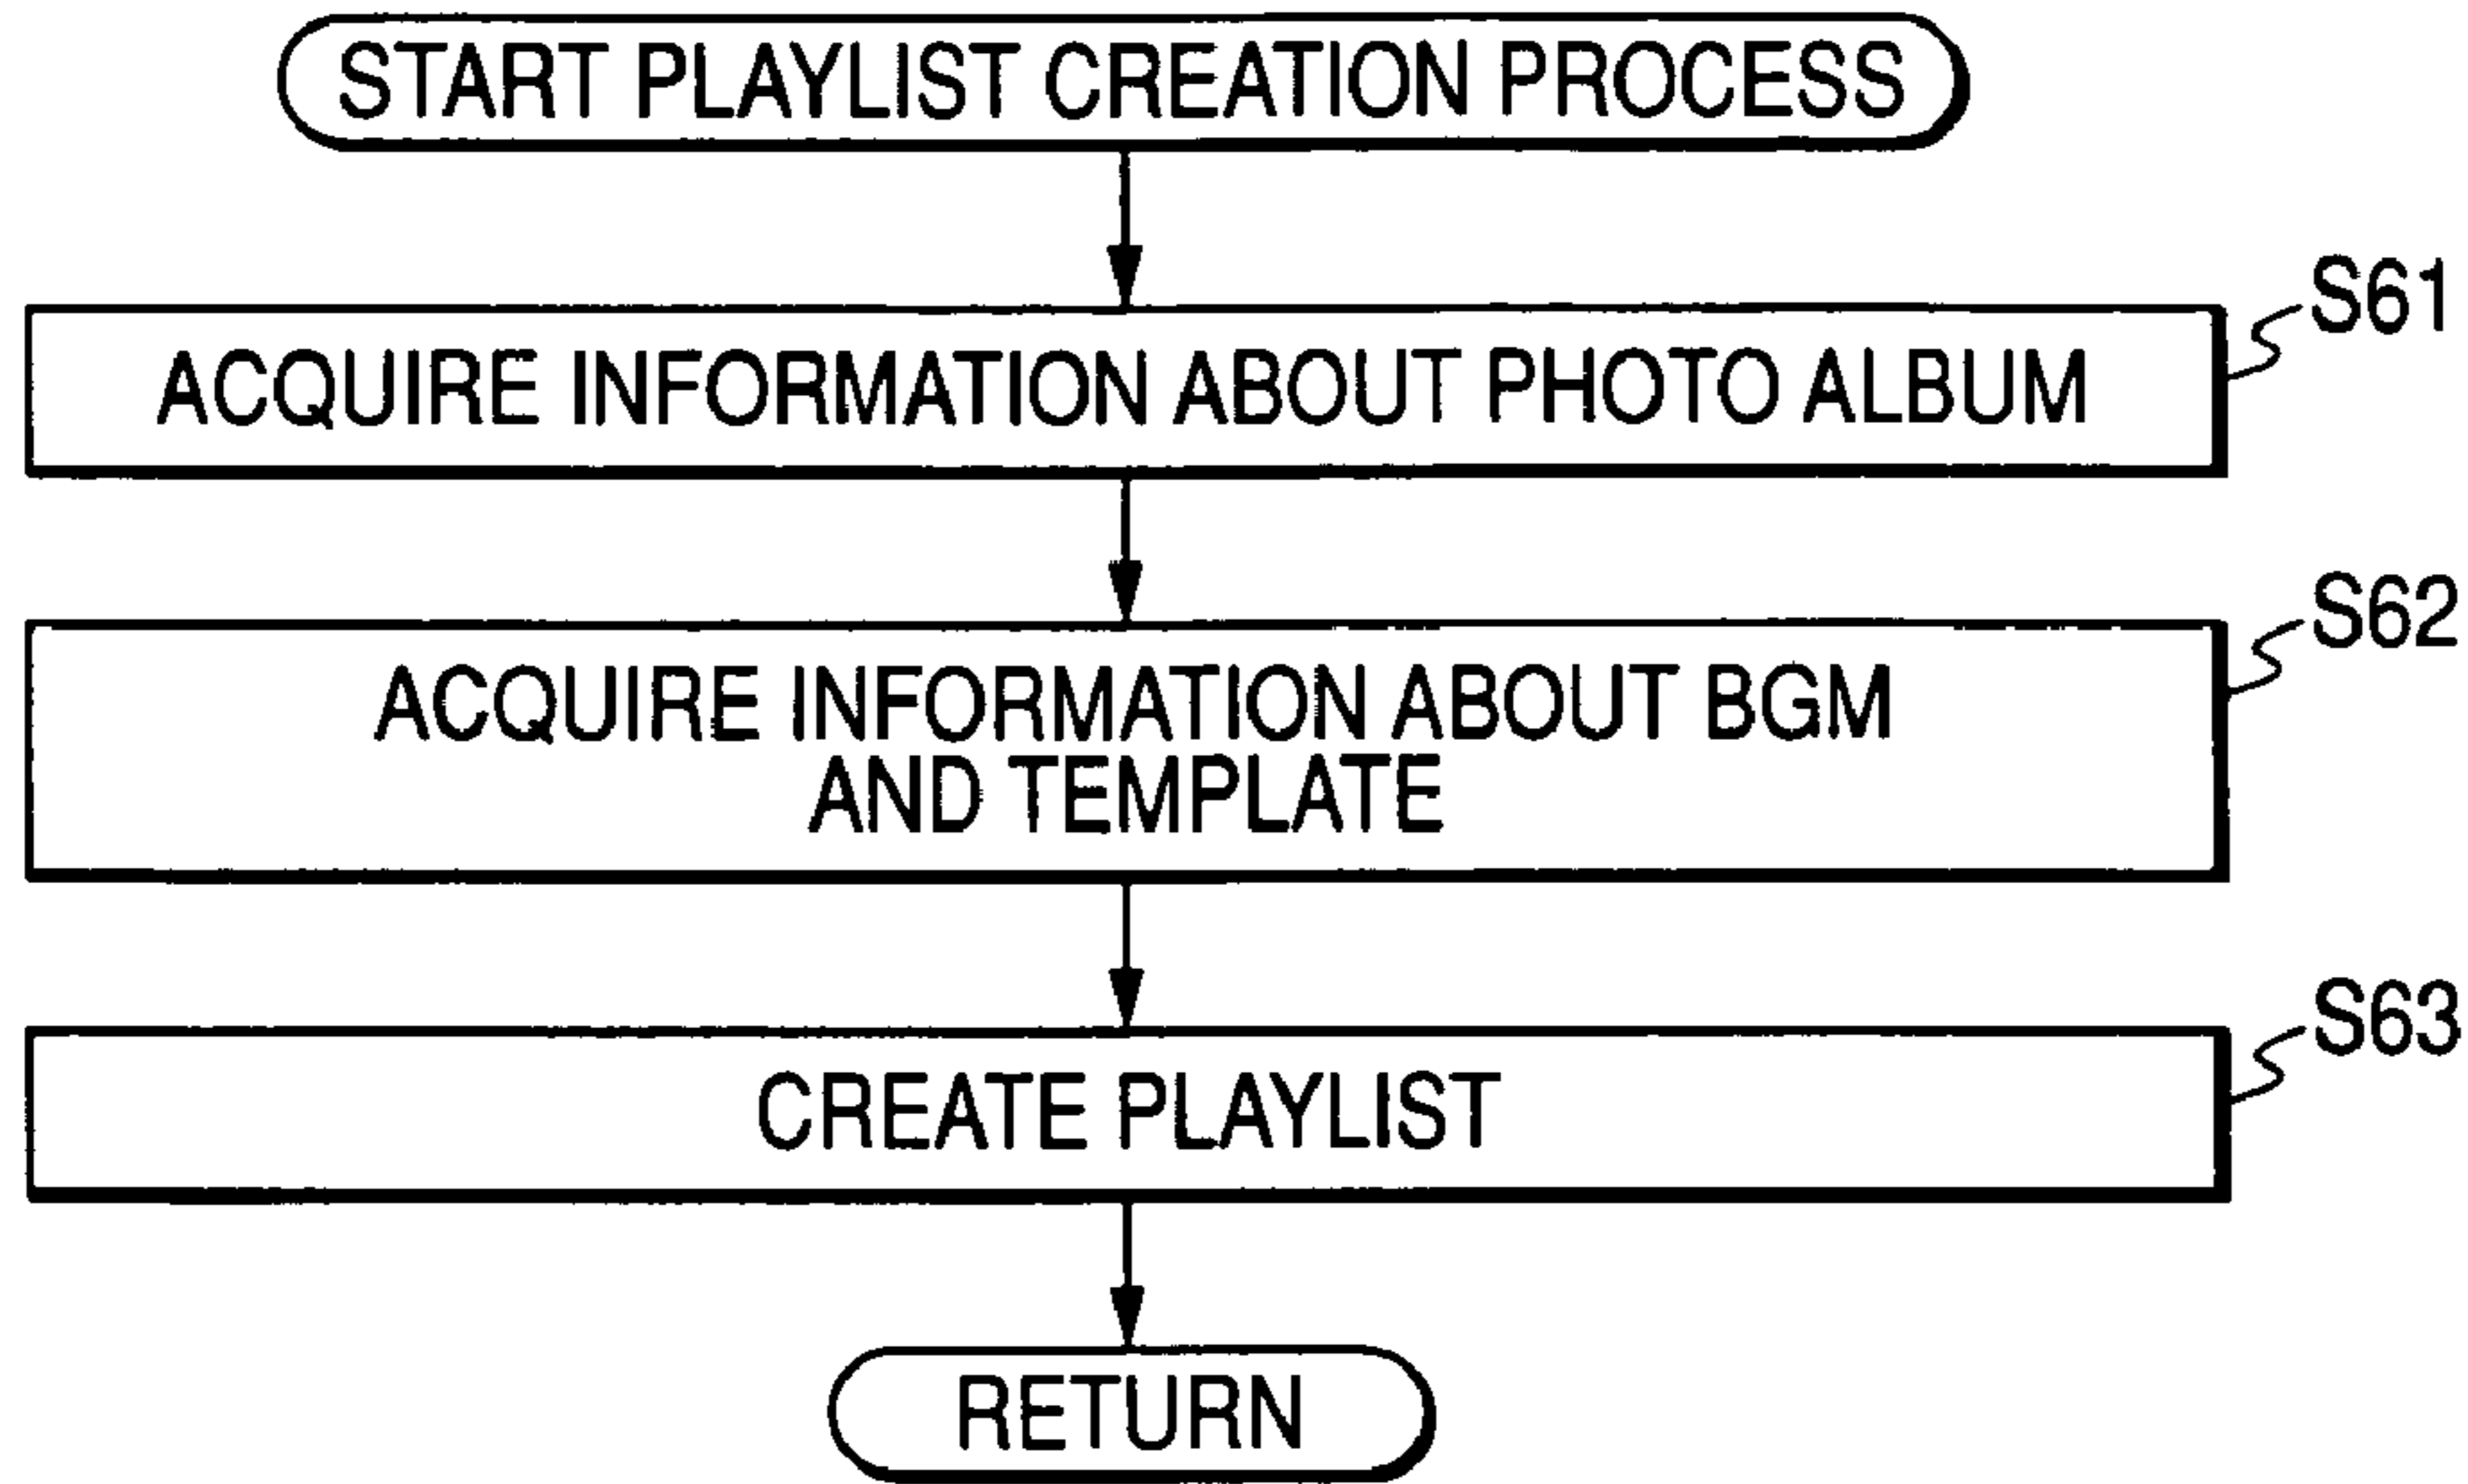 START PLAYLIST CREATION PROCESS
S61
ACQUIRE INFORMATION ABOUT PHOTO ALBUM
S62
ACQUIRE INFORMATION ABOUT BGM
AND TEMPLATE
S63
CREATE PLAYLIST
RETURN